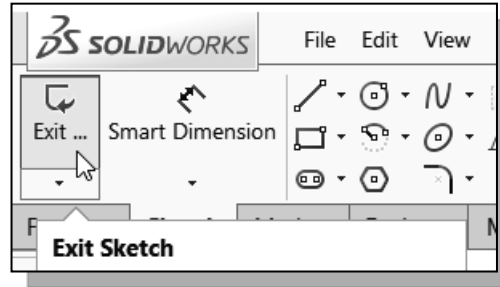 SOLIDWORKS File Edit View
Exit ... Smart Dimension
Exit Sketch